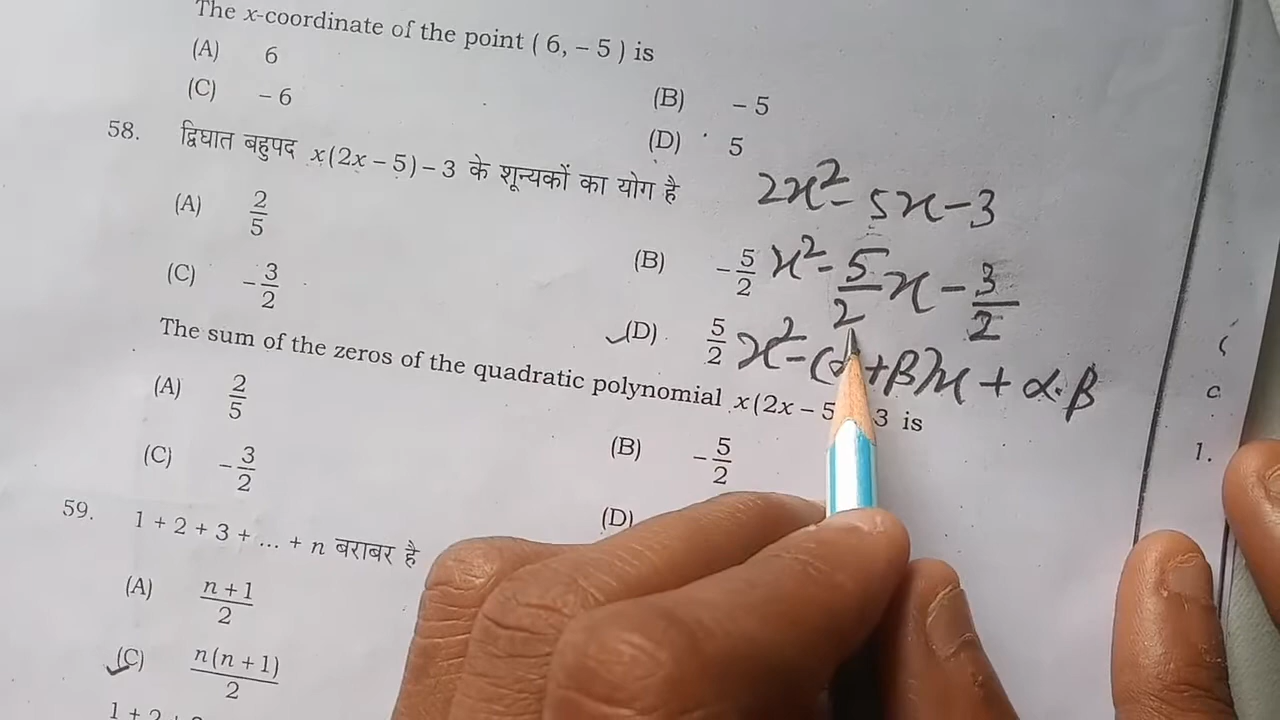 The x-coordinate of the point ( 6, – 5 ) is
(A) 6
(B) – 5
(C) – 6
(D) 5
58. द्विघात बहुपद x(2x – 5) – 3 के शून्यकों का योग है
(A) 2/5
(B) – 5/2
(C) – 3/2
(D) 5/2
2x² – 5x – 3
x² – 5/2 x – 3/2
x² – (α+β)x + α·β
The sum of the zeros of the quadratic polynomial x(2x – 5 3 is
(A) 2/5
(B) – 5/2
(C) – 3/2
(D)
59. 1 + 2 + 3 + ... + n बराबर है
(A) n + 1 / 2
(C) n(n + 1) / 2
1.